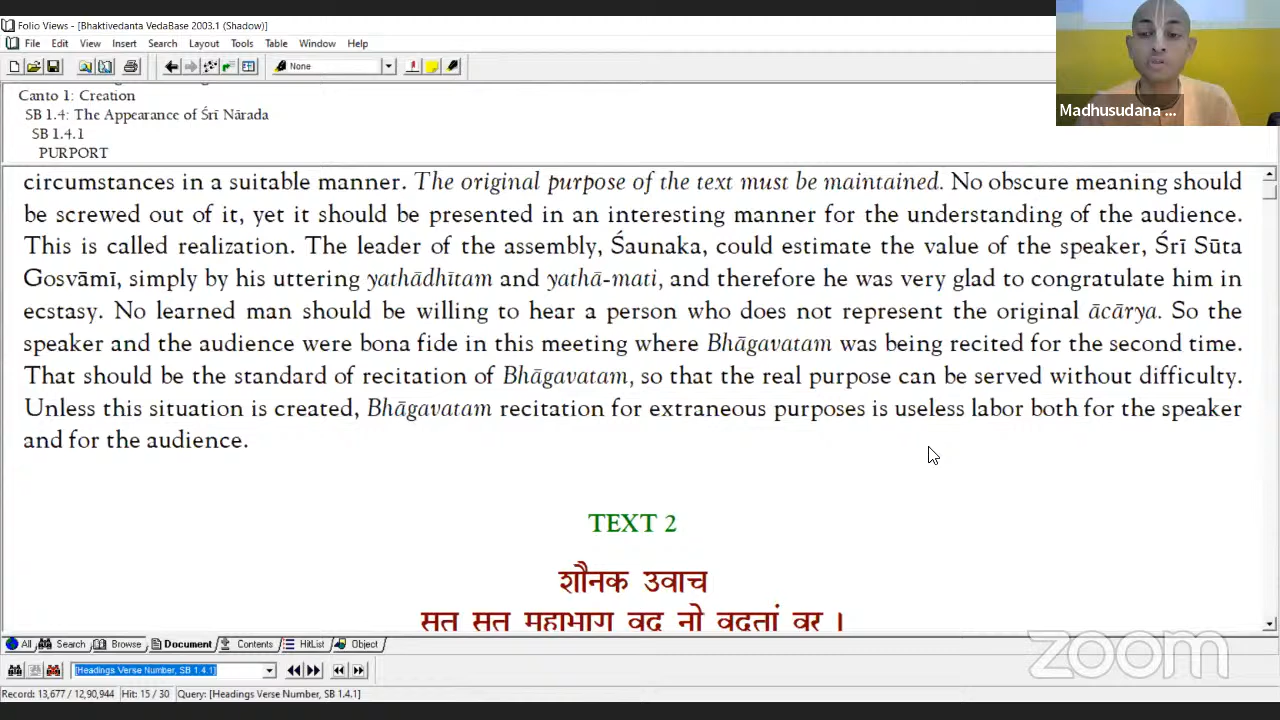 Folio Views - [Bhaktivedanta VedaBase 2003.1 (Shadow)]
File Edit View Insert Search Layout Tools Table Window Help
None
Canto 1: Creation
SB 1.4: The Appearance of Śrī Nārada
SB 1.4.1
PURPORT
Madhusudana ...
circumstances in a suitable manner. The original purpose of the text must be maintained. No obscure meaning should
be screwed out of it, yet it should be presented in an interesting manner for the understanding of the audience.
This is called realization. The leader of the assembly, Śaunaka, could estimate the value of the speaker, Śrī Sūta
Gosvāmī, simply by his uttering yathādhītam and yathā-mati, and therefore he was very glad to congratulate him in
ecstasy. No learned man should be willing to hear a person who does not represent the original ācārya. So the
speaker and the audience were bona fide in this meeting where Bhāgavatam was being recited for the second time.
That should be the standard of recitation of Bhāgavatam, so that the real purpose can be served without difficulty.
Unless this situation is created, Bhāgavatam recitation for extraneous purposes is useless labor both for the speaker
and for the audience.
TEXT 2
शौनक उवाच
सूत सूत महाभाग वद नो वदतां वर ।
All Search Browse Document Contents HitList Object
[Headings Verse Number, SB 1.4.1]
zoom
Record: 13,677 / 12,90,944 Hit: 15 / 30 Query: [Headings Verse Number, SB 1.4.1]